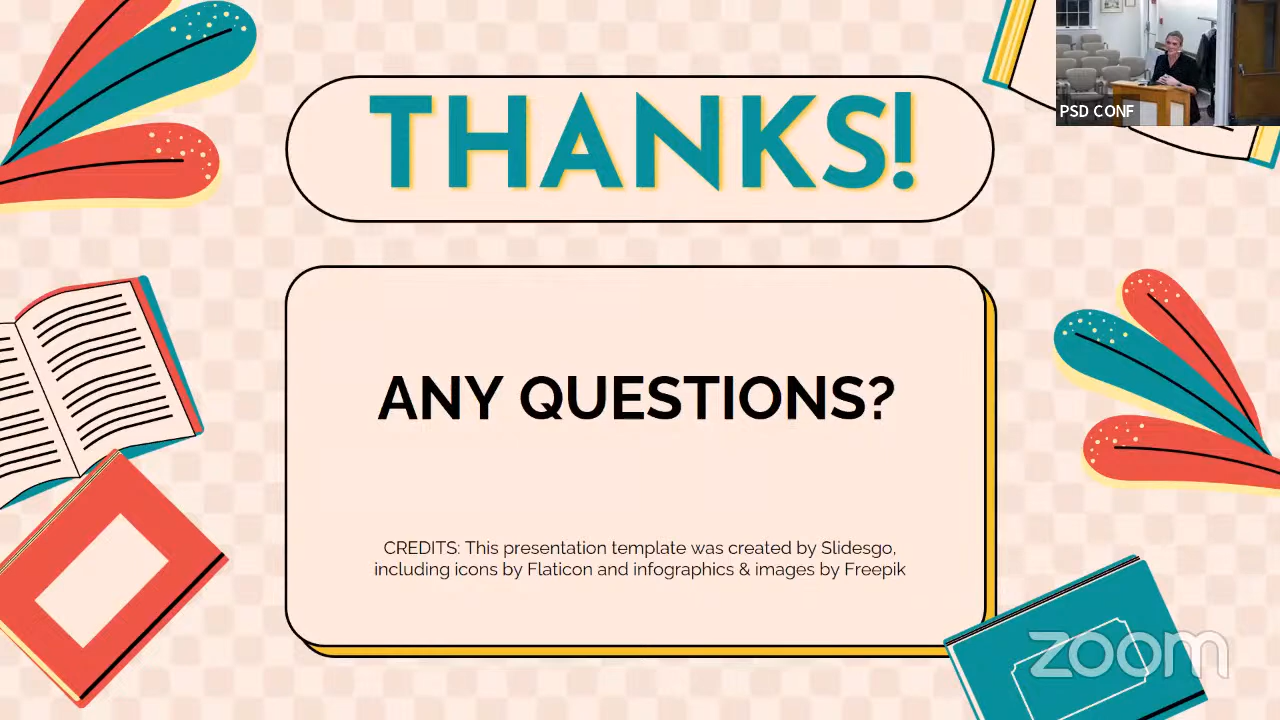 THANKS!
PSD CONF
ANY QUESTIONS?
CREDITS: This presentation template was created by Slidesgo,
including icons by Flaticon and infographics & images by Freepik
zoom